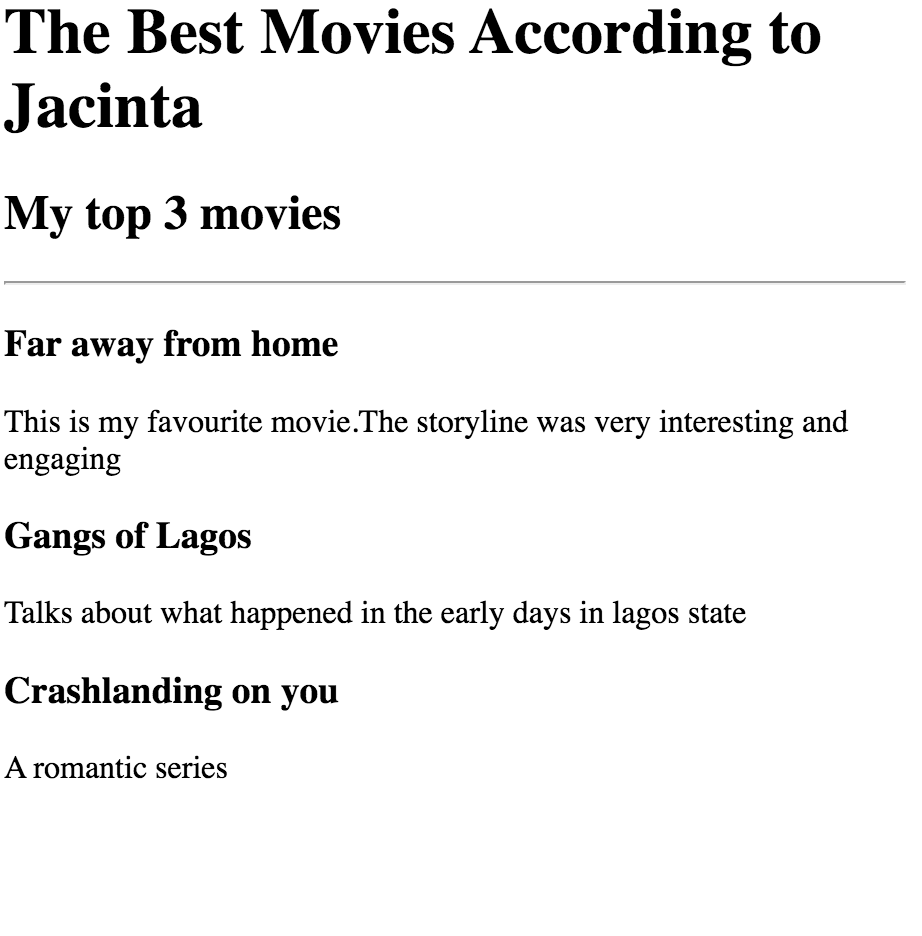 The Best Movies According to
Jacinta
My top 3 movies
Far away from home
This is my favourite movie.The storyline was very interesting and
engaging
Gangs of Lagos
Talks about what happened in the early days in lagos state
Crashlanding on you
A romantic series